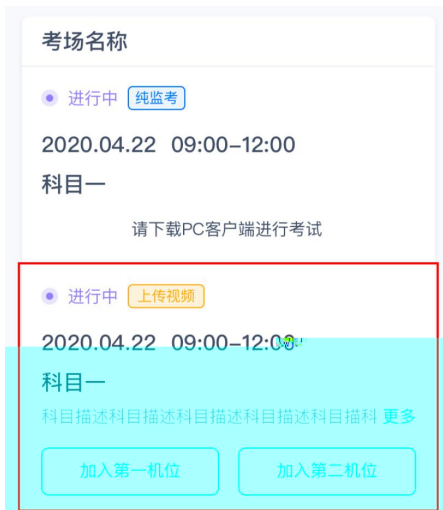 考场名称
进行中 纯监考
2020.04.22 09:00-12:00
科目一
请下载PC客户端进行考试
进行中 上传视频
2020.04.22 09:00-12:00
科目一
科目描述科目描述科目描述科目描述科目描科 更多
加入第一机位 加入第二机位